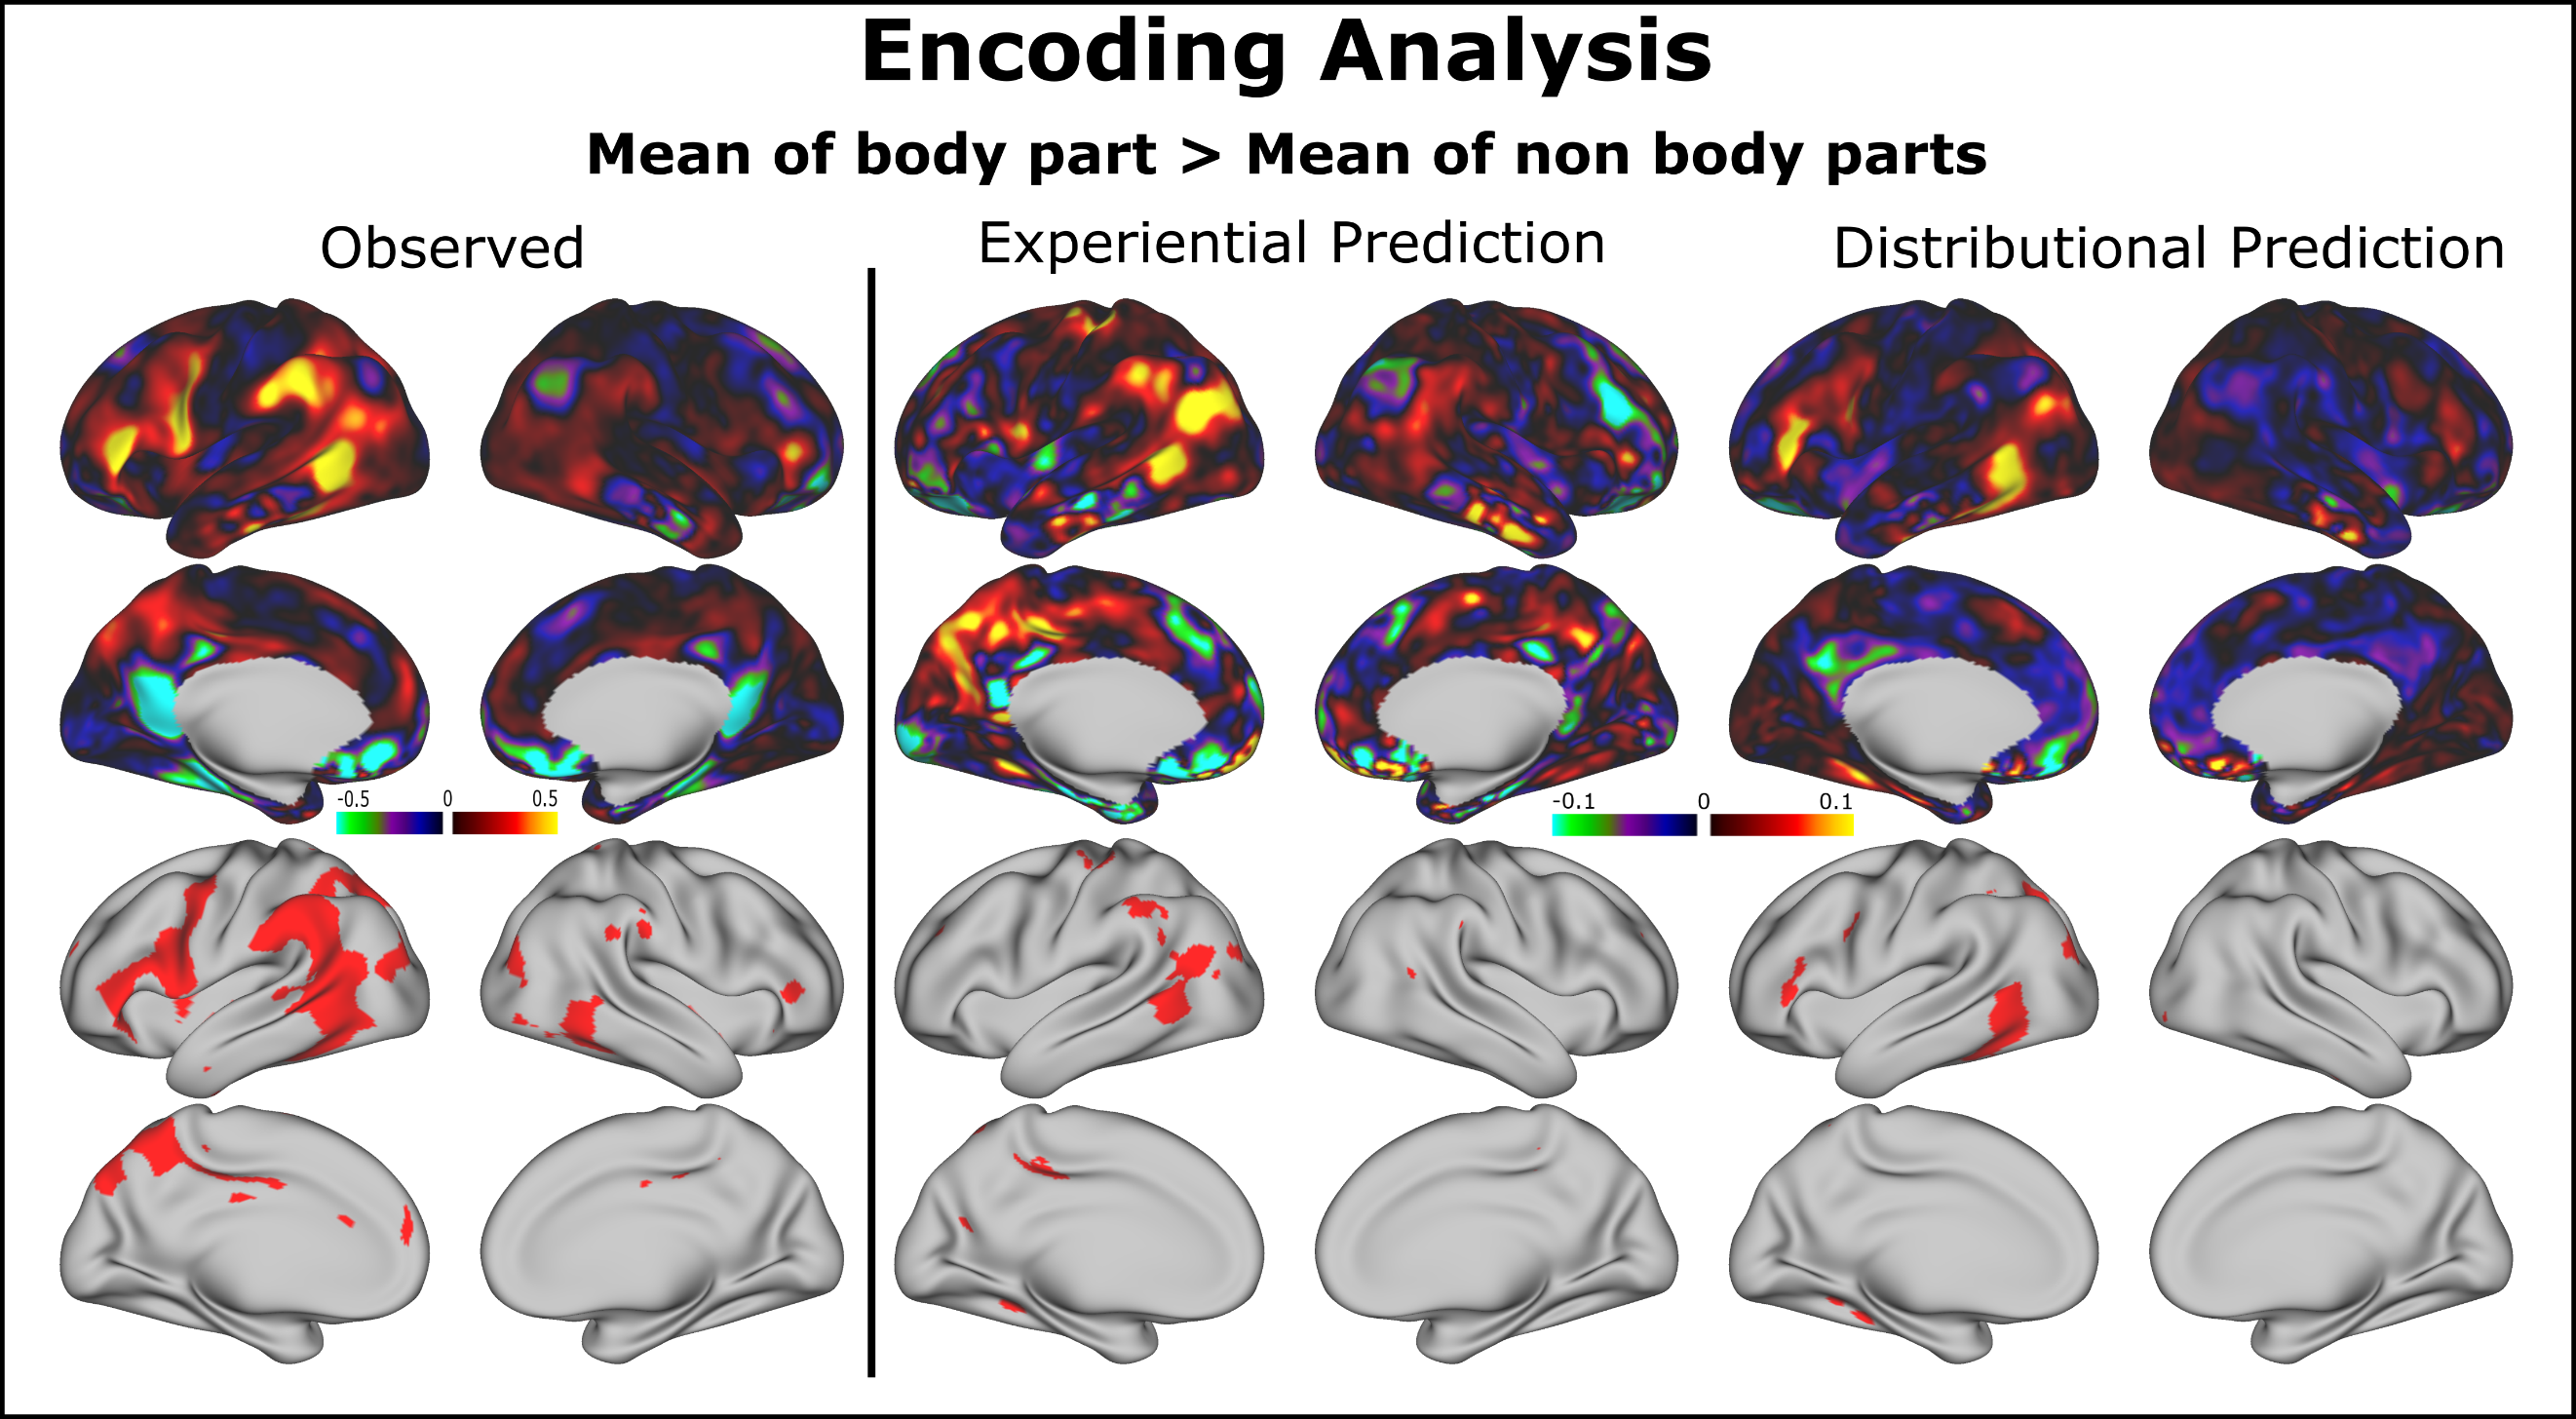 Encoding Analysis
Mean of body part > Mean of non body parts
Observed
Experiential Prediction
Distributional Prediction
-0.5 0 0.5
-0.1 0 0.1